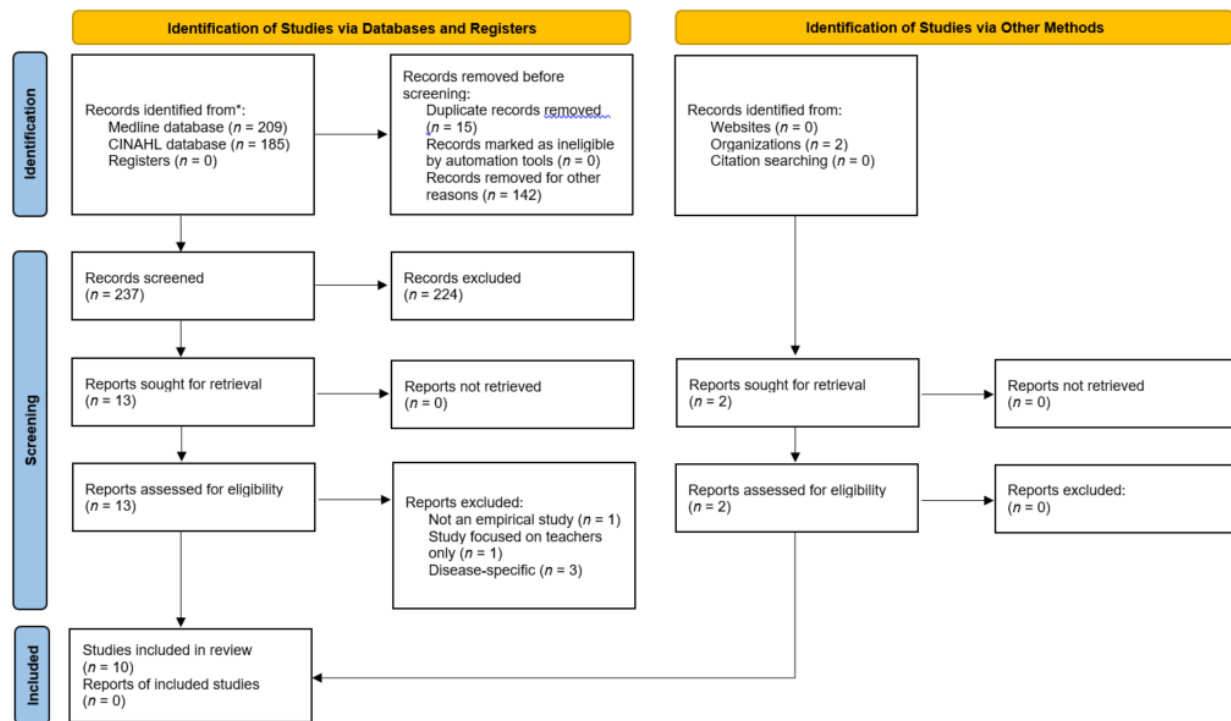 Identification of Studies via Databases and Registers
Identification of Studies via Other Methods
Identification
Records identified from*:
Medline database (n = 209)
CINAHL database (n = 185)
Registers (n = 0)
Records removed before
screening:
Duplicate records removed
(n = 15)
Records marked as ineligible
by automation tools (n = 0)
Records removed for other
reasons (n = 142)
Records identified from:
Websites (n = 0)
Organizations (n = 2)
Citation searching (n = 0)
Screening
Records screened
(n = 237)
Records excluded
(n = 224)
Reports sought for retrieval
(n = 13)
Reports not retrieved
(n = 0)
Reports sought for retrieval
(n = 2)
Reports not retrieved
(n = 0)
Reports assessed for eligibility
(n = 13)
Reports excluded:
Not an empirical study (n = 1)
Study focused on teachers
only (n = 1)
Disease-specific (n = 3)
Reports assessed for eligibility
(n = 2)
Reports excluded:
(n = 0)
Included
Studies included in review
(n = 10)
Reports of included studies
(n = 0)